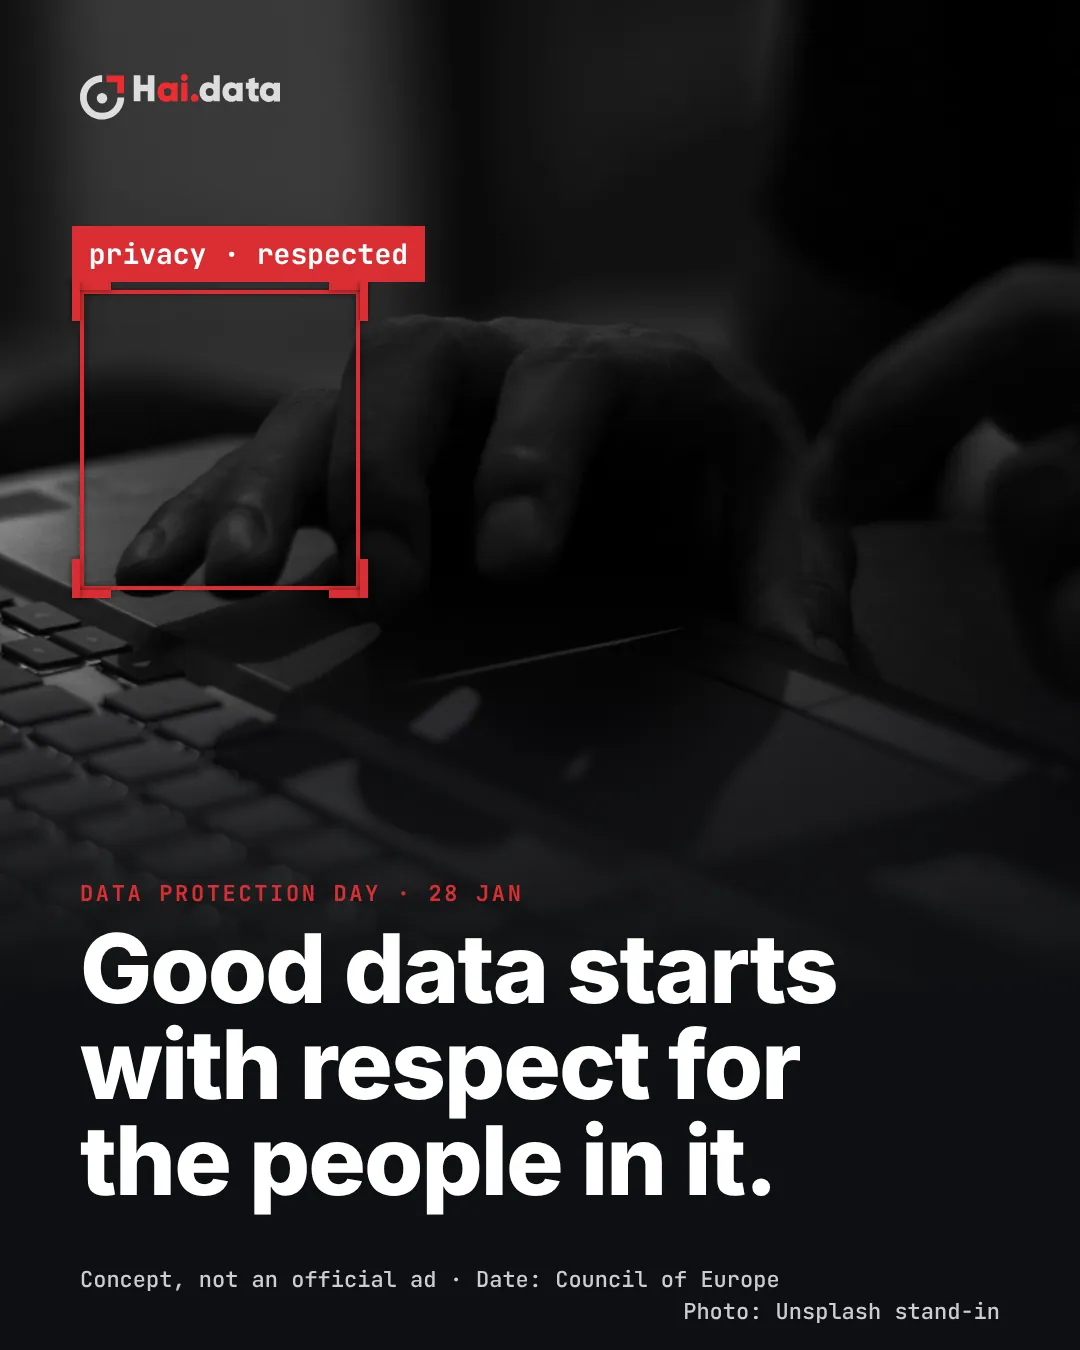 Hai.data
privacy · respected
DATA PROTECTION DAY · 28 JAN
Good data starts
with respect for
the people in it.
Concept, not an official ad · Date: Council of Europe
Photo: Unsplash stand-in